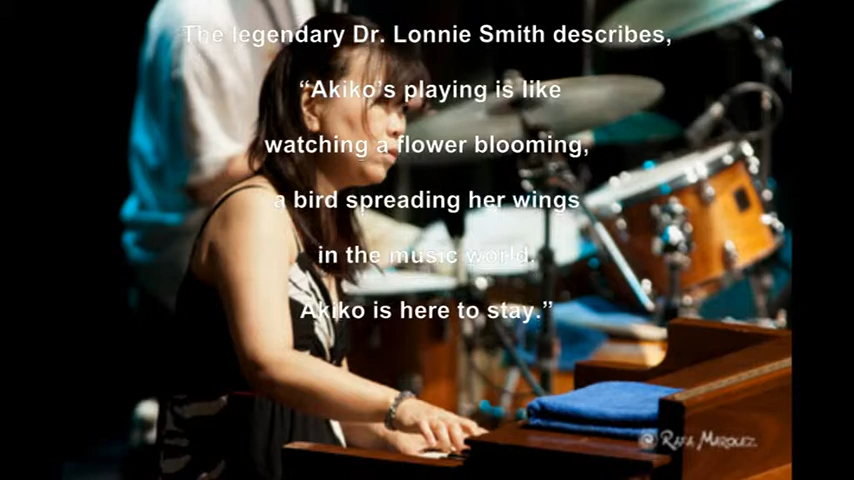 The legendary Dr. Lonnie Smith describes,
“Akiko’s playing is like
watching a flower blooming,
a bird spreading her wings
in the music world.
Akiko is here to stay.”
@ Rafa Marquez